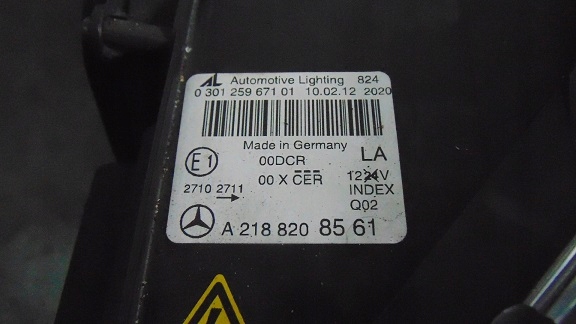 AL Automotive Lighting 824
0 301 259 671 01 10.02.12 2020
Made in Germany
E1 00DCR LA
00 X CER 12 24V
2710 2711 → INDEX
Q02
A 218 820 85 61